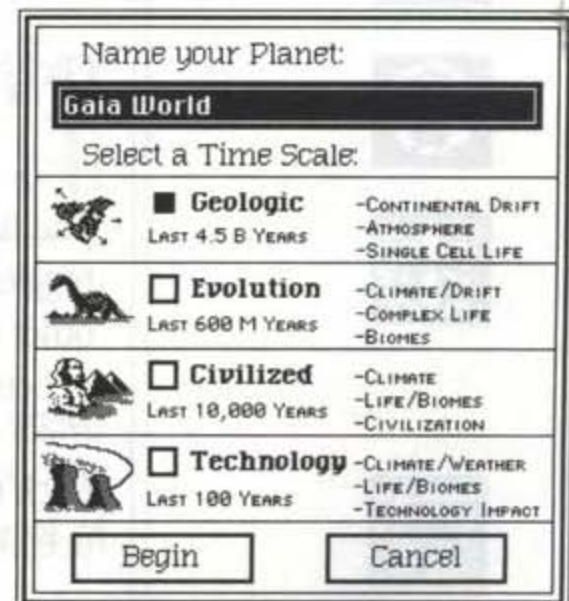 Name your Planet:
Gaia World
Select a Time Scale:
Geologic
Last 4.5 B Years
-Continental Drift
-Atmosphere
-Single Cell Life
Evolution
Last 600 M Years
-Climate/Drift
-Complex Life
-Biomes
Civilized
Last 10,000 Years
-Climate
-Life/Biomes
-Civilization
Technology
Last 100 Years
-Climate/Weather
-Life/Biomes
-Technology Impact
Begin
Cancel